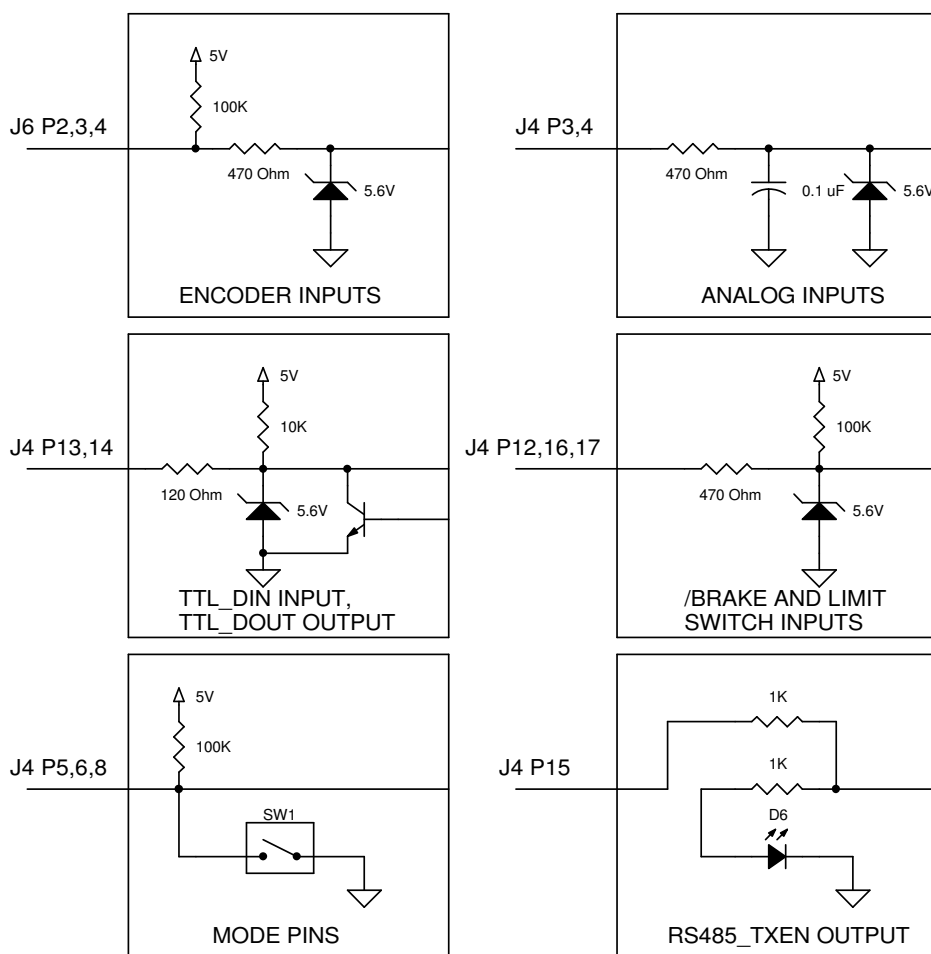 5V
100K
J6 P2,3,4
470 Ohm
5.6V
ENCODER INPUTS
J4 P3,4
470 Ohm
0.1 uF
5.6V
ANALOG INPUTS
5V
10K
J4 P13,14
120 Ohm
5.6V
TTL_DIN INPUT,
TTL_DOUT OUTPUT
5V
100K
J4 P12,16,17
470 Ohm
5.6V
/BRAKE AND LIMIT
SWITCH INPUTS
5V
100K
J4 P5,6,8
SW1
MODE PINS
1K
J4 P15
1K
D6
RS485_TXEN OUTPUT